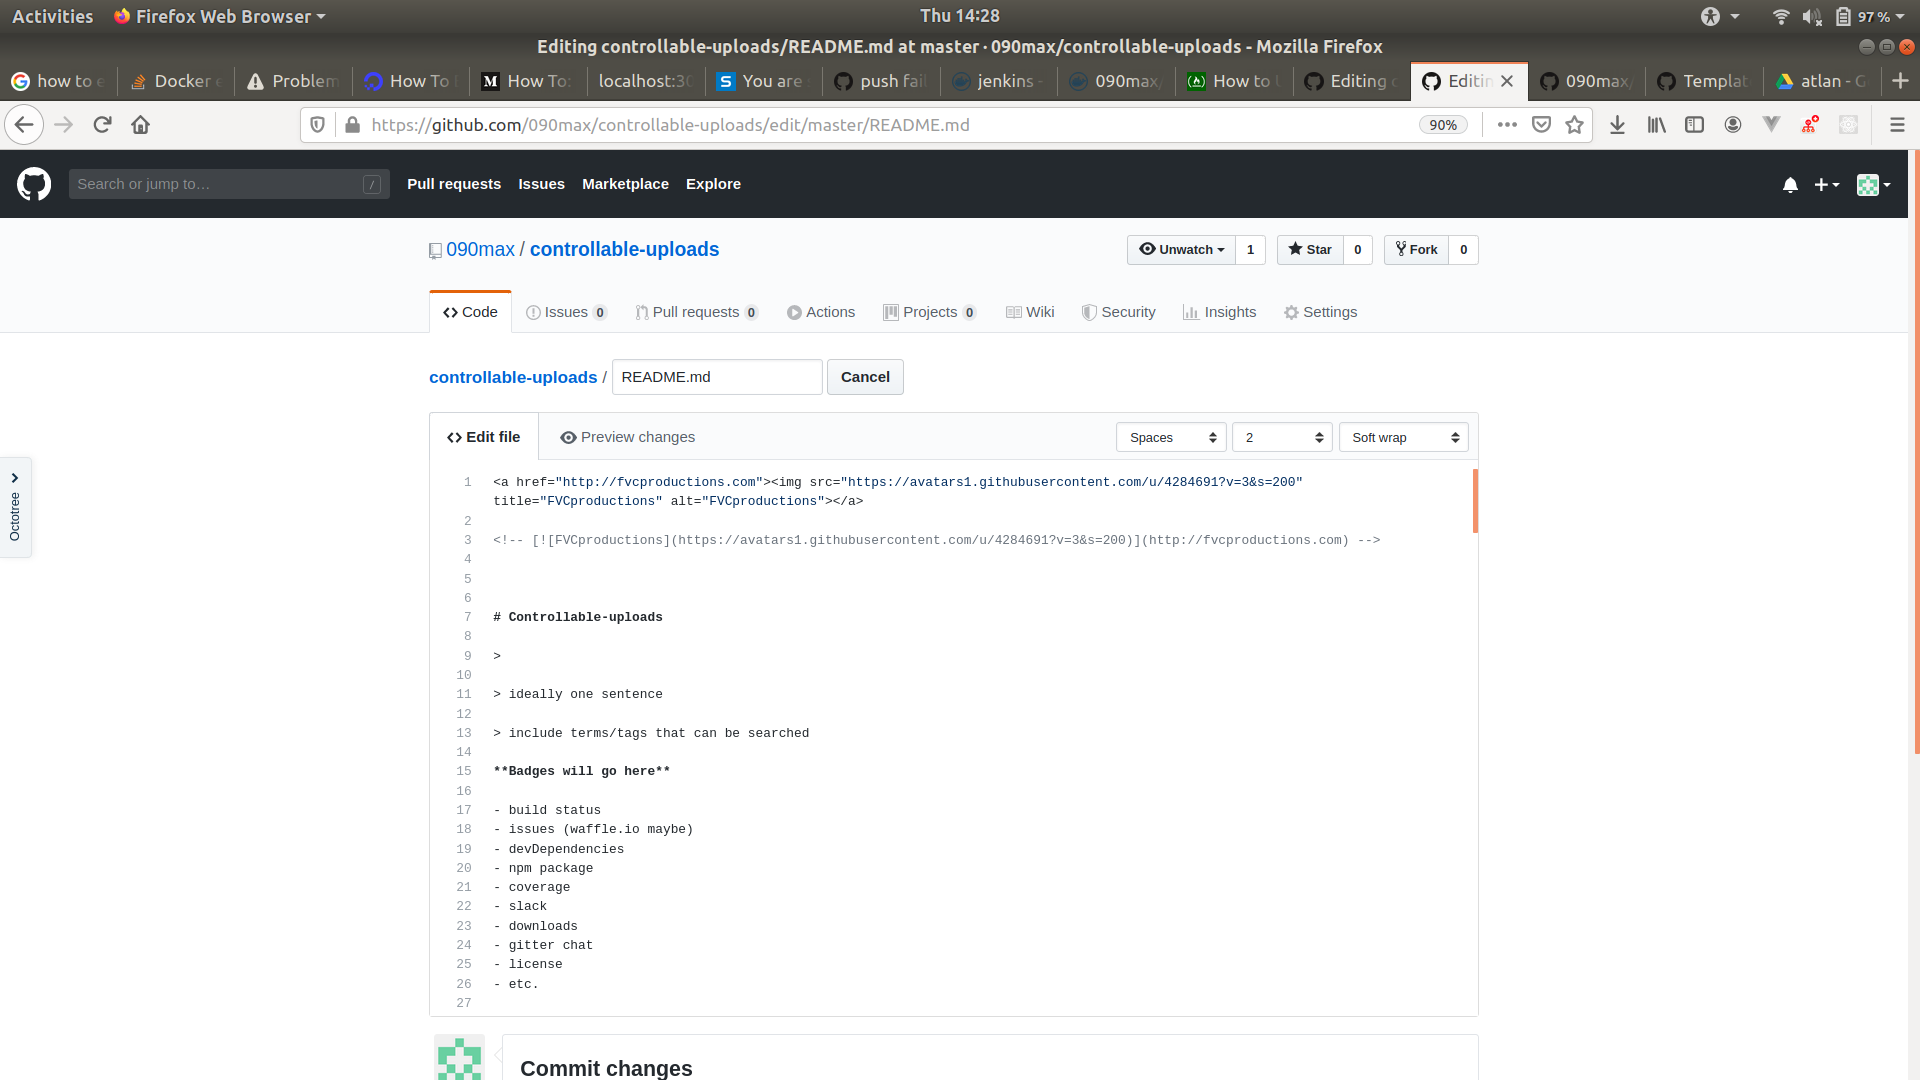 Activities Firefox Web Browser Thu 14:28 97 %
Editing controllable-uploads/README.md at master · 090max/controllable-uploads - Mozilla Firefox
how to e Docker Problem How To How To: localhost:30 You are push fail jenkins - 090max/ How to Editing Editin 090max/ Templat atlan - G
https://github.com/090max/controllable-uploads/edit/master/README.md 90%
Search or jump to… / Pull requests Issues Marketplace Explore
090max / controllable-uploads Unwatch 1 Star 0 Fork 0
Code Issues 0 Pull requests 0 Actions Projects 0 Wiki Security Insights Settings
controllable-uploads / README.md Cancel
Edit file Preview changes Spaces 2 Soft wrap
Octotree
1 <a href="http://fvcproductions.com"><img src="https://avatars1.githubusercontent.com/u/4284691?v=3&s=200"
title="FVCproductions" alt="FVCproductions"></a>
2
3 <!-- [![FVCproductions](https://avatars1.githubusercontent.com/u/4284691?v=3&s=200)](http://fvcproductions.com) -->
4
5
6
7 # Controllable-uploads
8
9 >
10
11 > ideally one sentence
12
13 > include terms/tags that can be searched
14
15 **Badges will go here**
16
17 - build status
18 - issues (waffle.io maybe)
19 - devDependencies
20 - npm package
21 - coverage
22 - slack
23 - downloads
24 - gitter chat
25 - license
26 - etc.
27
Commit changes